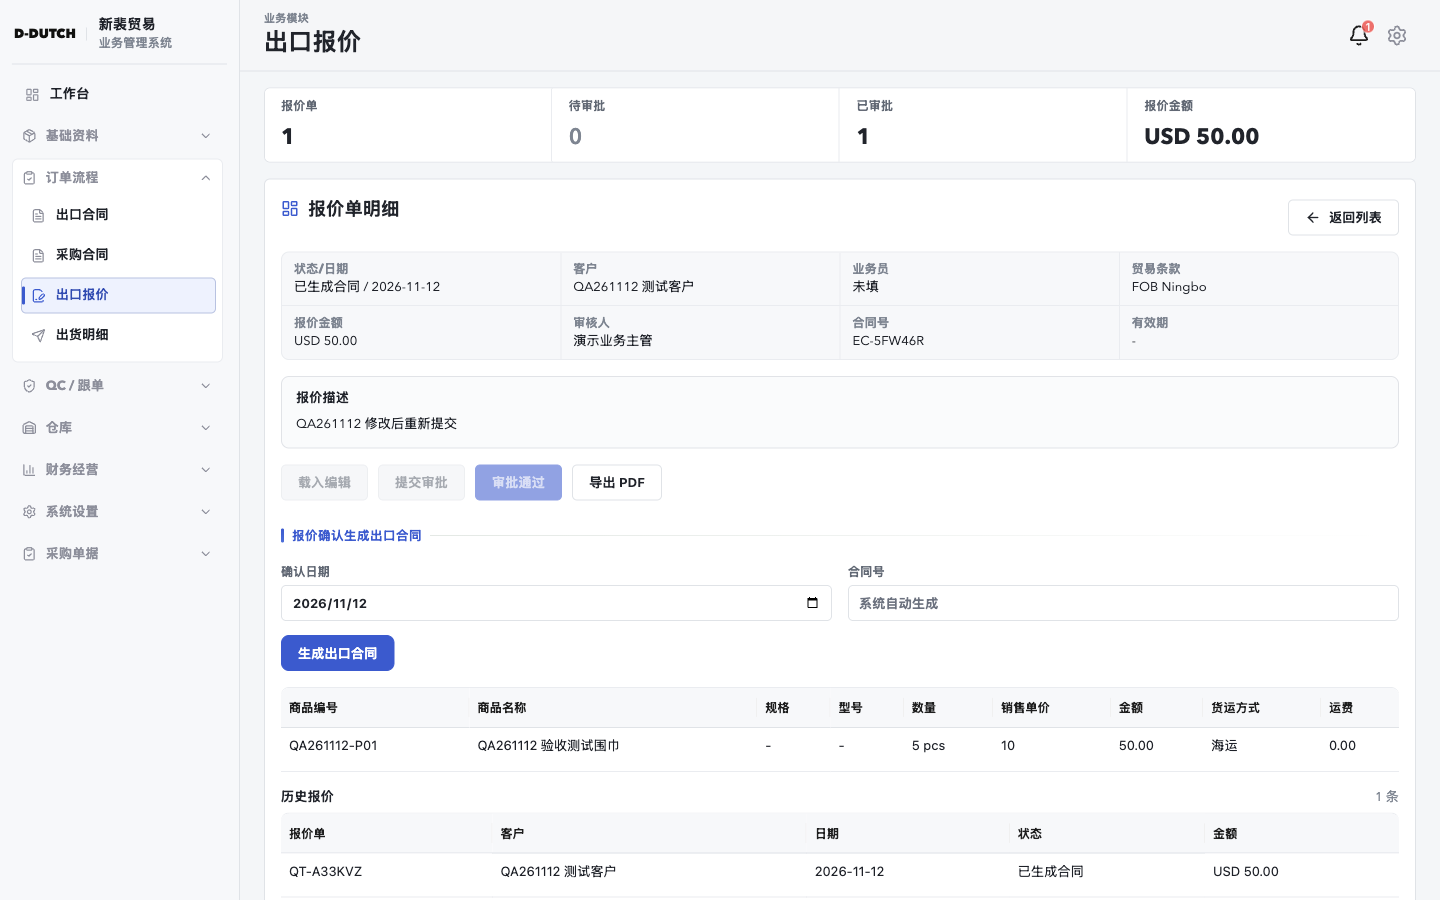 D-DUTCH
新装贸易
业务管理系统
工作台
基础资料
订单流程
出口合同
采购合同
出口报价
出货明细
QC / 跟单
仓库
财务经营
系统设置
采购单据
业务模块
出口报价
1
报价单
1
待审批
0
已审批
1
报价金额
USD 50.00
报价单明细
返回列表
状态/日期
已生成合同 / 2026-11-12
客户
QA261112 测试客户
业务员
未填
贸易条款
FOB Ningbo
报价金额
USD 50.00
审核人
演示业务主管
合同号
EC-5FW46R
有效期
-
报价描述
QA261112 修改后重新提交
载入编辑
提交审批
审批通过
导出 PDF
报价确认生成出口合同
确认日期
2026/11/12
合同号
系统自动生成
生成出口合同
商品编号 商品名称 规格 型号 数量 销售单价 金额 货运方式 运费
QA261112-P01 QA261112 验收测试围巾 - - 5 pcs 10 50.00 海运 0.00
历史报价
1 条
报价单 客户 日期 状态 金额
QT-A33KVZ QA261112 测试客户 2026-11-12 已生成合同 USD 50.00